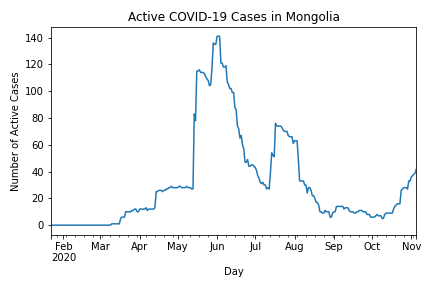 Active COVID-19 Cases in Mongolia
Number of Active Cases
140
120
100
80
60
40
20
0
Feb Mar Apr May Jun Jul Aug Sep Oct Nov
2020
Day